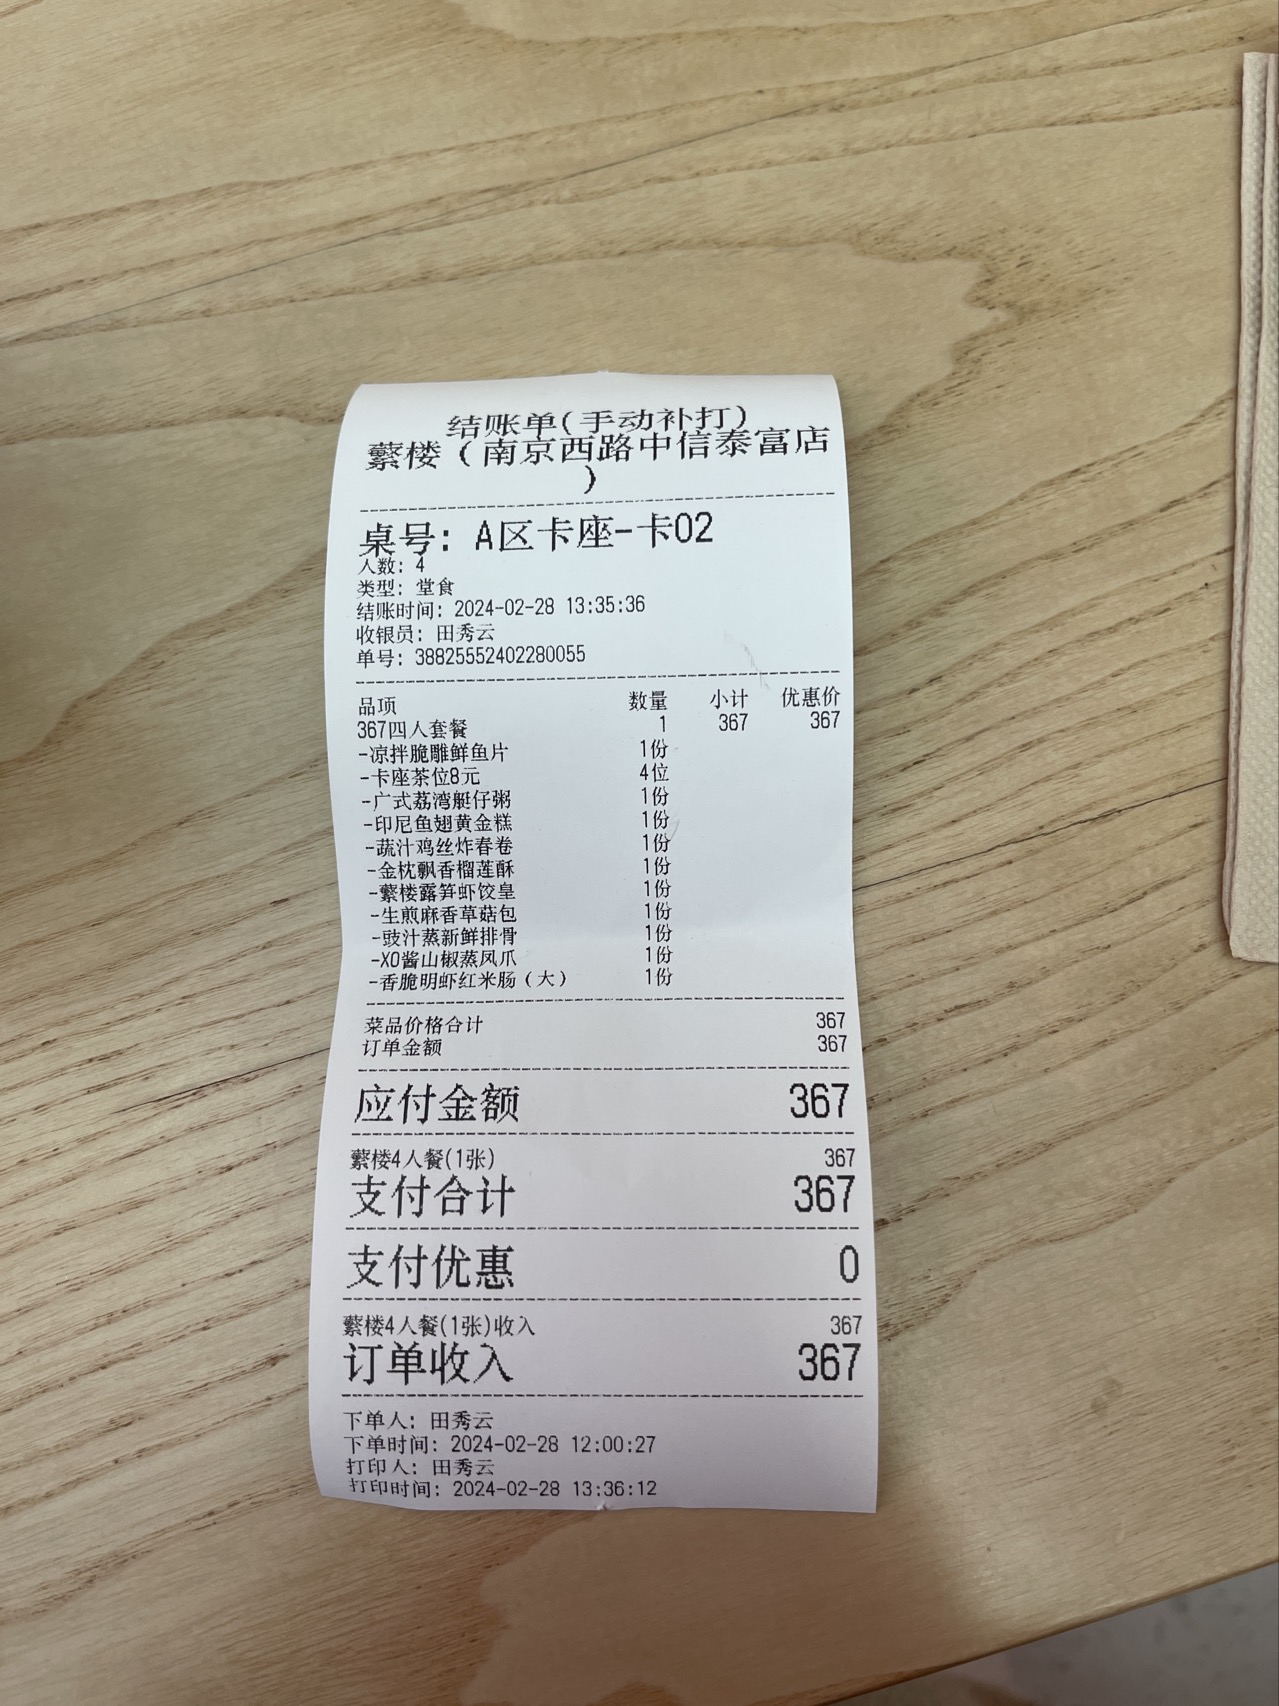 结账单(手动补打)
蘩楼（南京西路中信泰富店
）
桌号: A区卡座-卡02
人数: 4
类型: 堂食
结账时间: 2024-02-28 13:35:36
收银员: 田秀云
单号: 38825552402280055
品项 数量 小计 优惠价
367四人套餐 1 367 367
-凉拌脆雕鲜鱼片 1份
-卡座茶位8元 4位
-广式荔湾艇仔粥 1份
-印尼鱼翅黄金糕 1份
-蔬汁鸡丝炸春卷 1份
-金枕飘香榴莲酥 1份
-蘩楼露笋虾饺皇 1份
-生煎麻香草菇包 1份
-豉汁蒸新鲜排骨 1份
-XO酱山椒蒸凤爪 1份
-香脆明虾红米肠（大） 1份
菜品价格合计 367
订单金额 367
应付金额 367
蘩楼4人餐(1张) 367
支付合计 367
支付优惠 0
蘩楼4人餐(1张)收入 367
订单收入 367
下单人: 田秀云
下单时间: 2024-02-28 12:00:27
打印人: 田秀云
打印时间: 2024-02-28 13:36:12